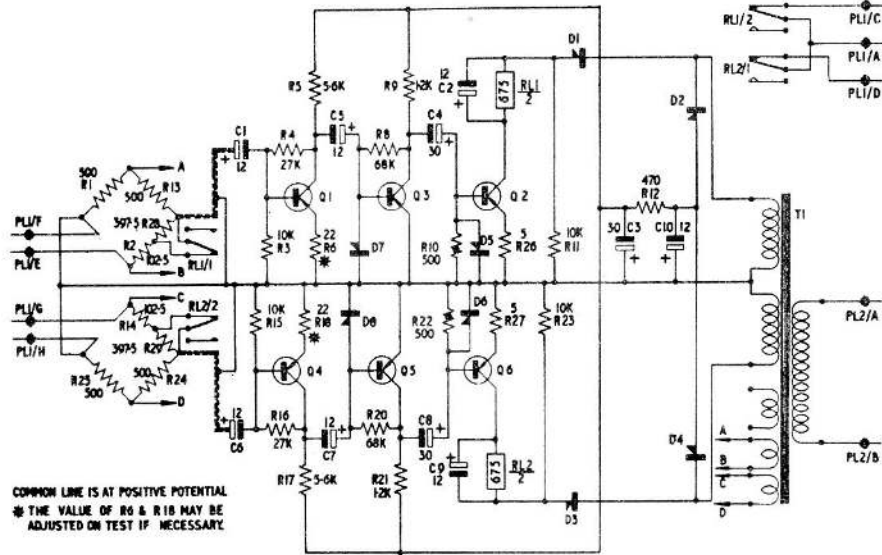 RL1/2
PL1/C
PL1/A
RL2/1
PL1/D
D1
12
C2
+
675
RL1
2
R5
5·6K
R9
1·2K
D2
C5
+
12
C4
+
30
C1
+
12
R4
27K
R8
68K
470
R12
T1
500
R1
500
R13
A
Q1
Q3
Q2
397·5
R28
PL1/F
R2
102·5
RL1/1
PL1/E
B
10K
R3
22
R6
✱
D7
R10
500
D5
5
R26
10K
R11
30
C3
+
C10
12
+
C
PL1/G
102·5
R14
RL2/2
397·5
R29
PL1/H
R25
500
500
R24
D
10K
R15
22
R18
✱
D8
R22
500
D6
5
R27
10K
R23
PL2/A
Q4
Q5
Q6
12
+
C6
R16
27K
12
+
C7
R20
68K
C8
+
30
R17
5·6K
R21
1·2K
C9
12
+
675
RL2
2
D4
D3
A
B
C
D
PL2/B
COMMON LINE IS AT POSITIVE POTENTIAL
✱ THE VALUE OF R6 & R18 MAY BE
ADJUSTED ON TEST IF NECESSARY.